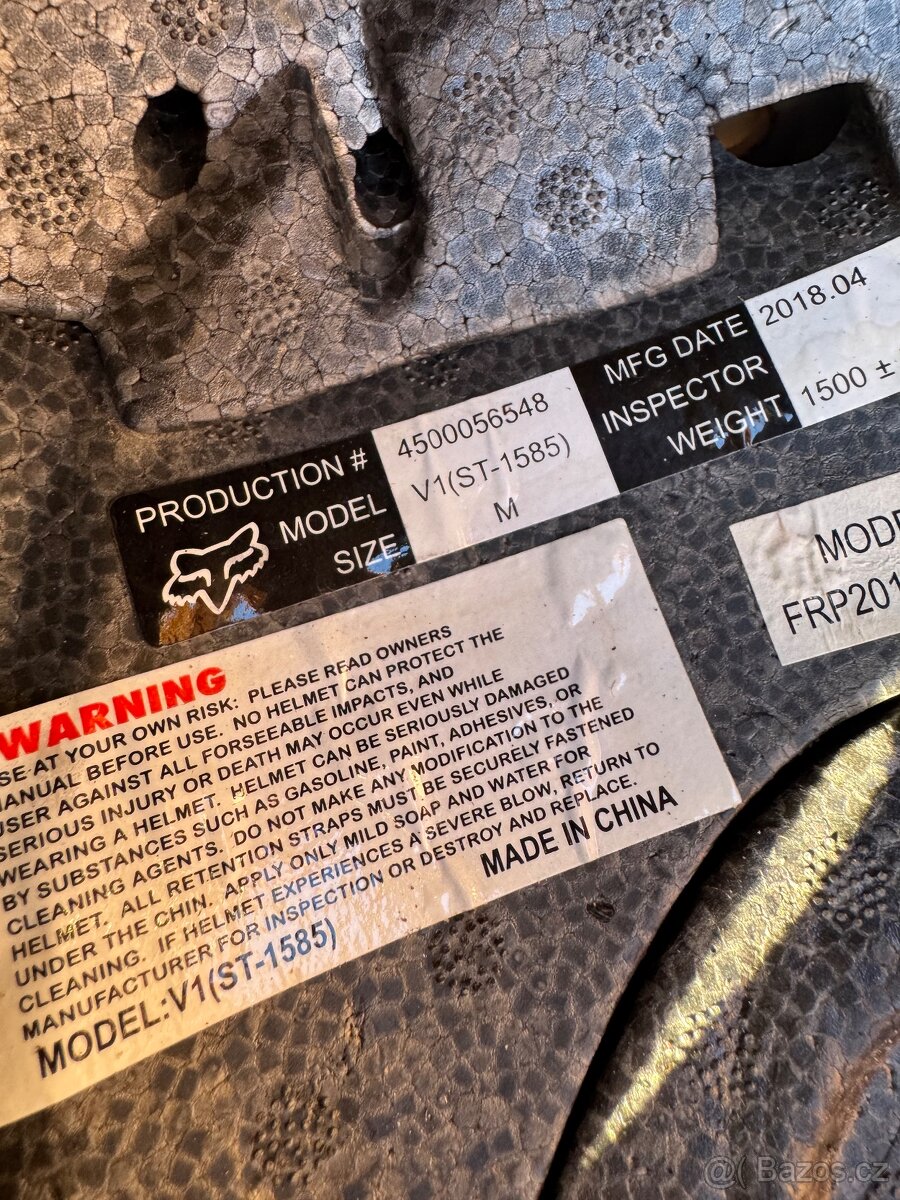 PRODUCTION # 4500056548
MODEL V1(ST-1585)
SIZE M
MFG DATE 2018.04
INSPECTOR
WEIGHT 1500 ±
MODE
FRP201
WARNING
SE AT YOUR OWN RISK: PLEASE READ OWNERS
MANUAL BEFORE USE. NO HELMET CAN PROTECT THE
USER AGAINST ALL FORSEEABLE IMPACTS, AND
SERIOUS INJURY OR DEATH MAY OCCUR EVEN WHILE
WEARING A HELMET. HELMET CAN BE SERIOUSLY DAMAGED
BY SUBSTANCES SUCH AS GASOLINE, PAINT, ADHESIVES, OR
CLEANING AGENTS. DO NOT MAKE ANY MODIFICATION TO THE
HELMET. ALL RETENTION STRAPS MUST BE SECURELY FASTENED
UNDER THE CHIN. APPLY ONLY MILD SOAP AND WATER FOR
CLEANING. IF HELMET EXPERIENCES A SEVERE BLOW, RETURN TO
MANUFACTURER FOR INSPECTION OR DESTROY AND REPLACE.
MODEL:V1(ST-1585)
MADE IN CHINA
@( Bazos.cz